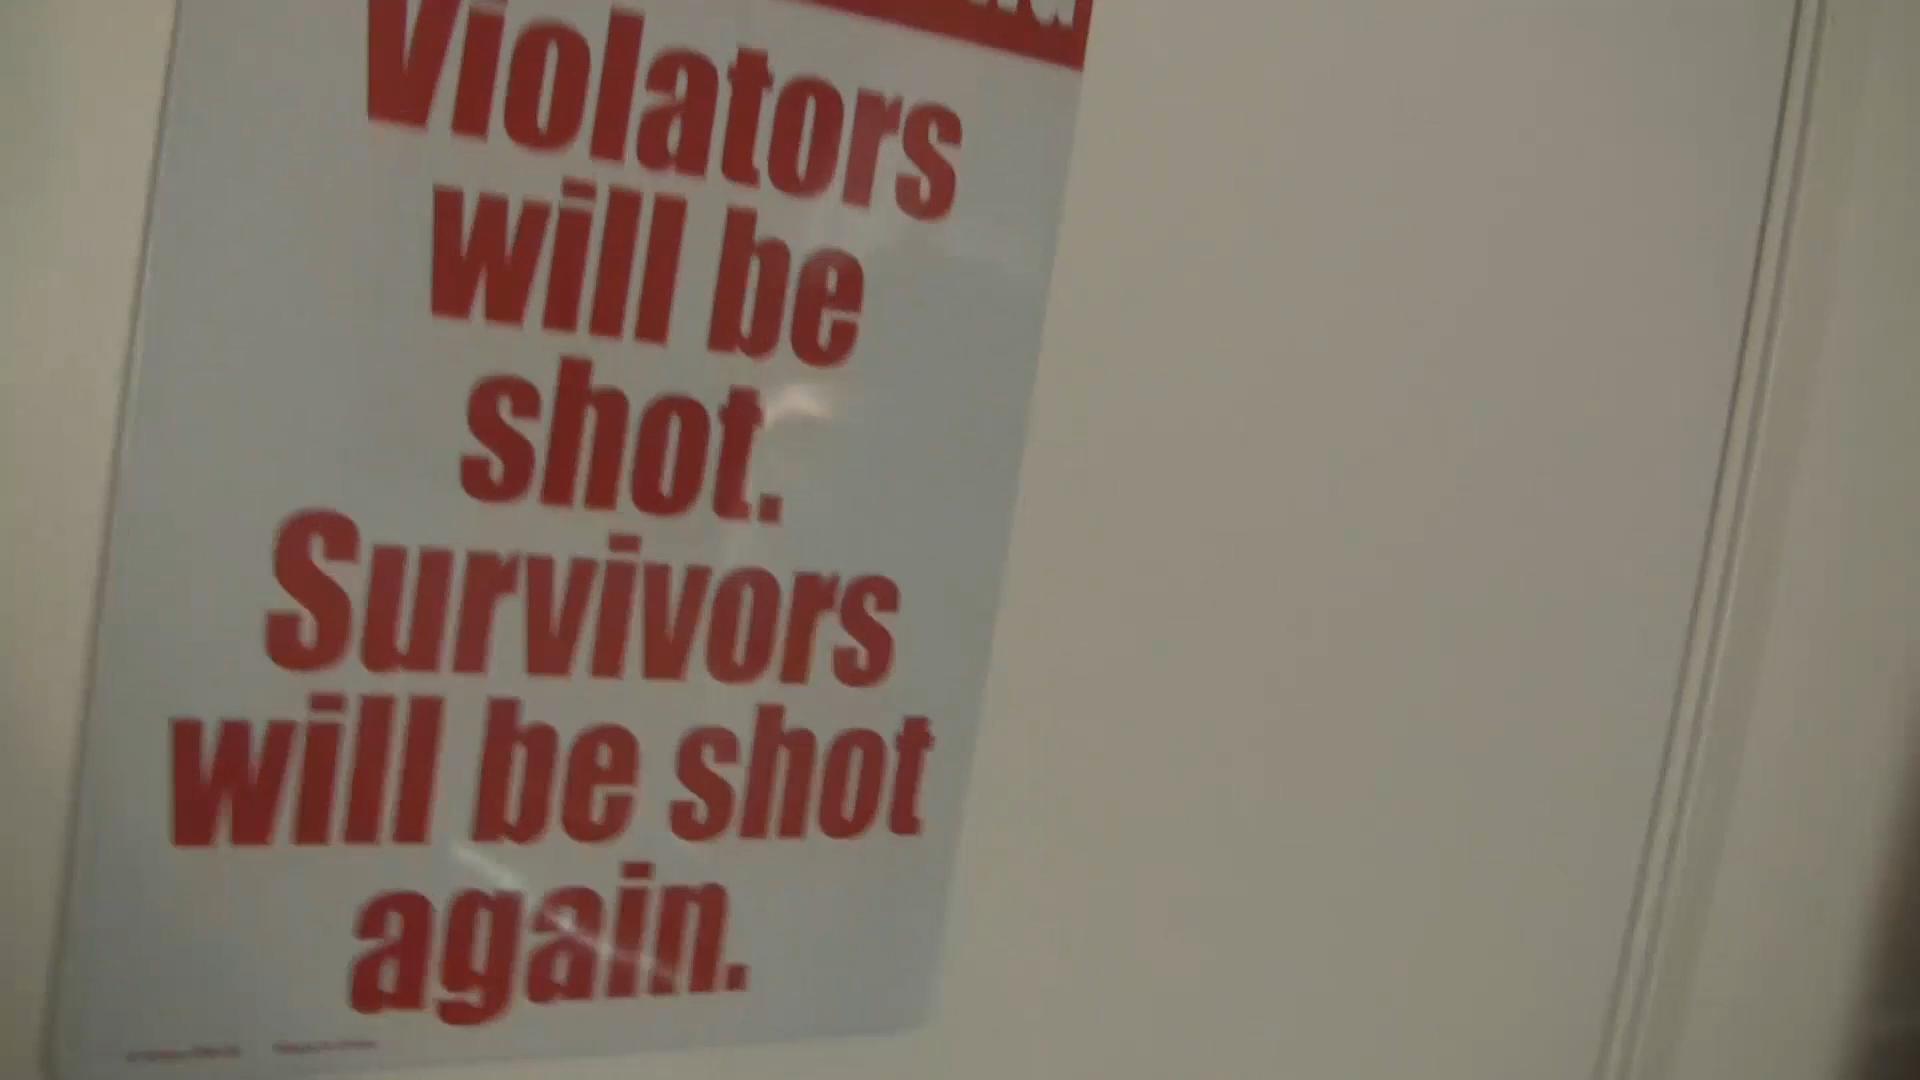 Violators
will be
shot.
Survivors
will be shot
again.